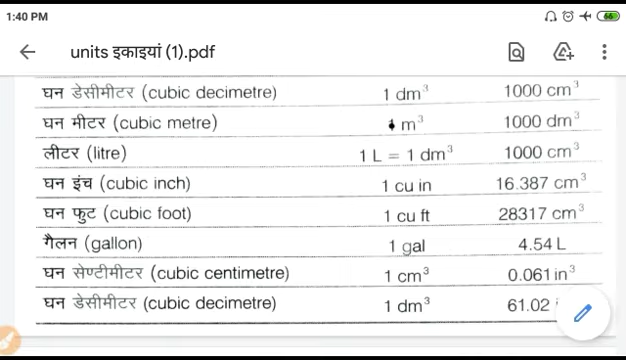 1:40 PM 66
units इकाइयां (1).pdf
घन डेसीमीटर (cubic decimetre) 1 dm³ 1000 cm³
घन मीटर (cubic metre) m³ 1000 dm³
लीटर (litre) 1 L = 1 dm³ 1000 cm³
घन इंच (cubic inch) 1 cu in 16.387 cm³
घन फुट (cubic foot) 1 cu ft 28317 cm³
गैलन (gallon) 1 gal 4.54 L
घन सेण्टीमीटर (cubic centimetre) 1 cm³ 0.061 in³
घन डेसीमीटर (cubic decimetre) 1 dm³ 61.02